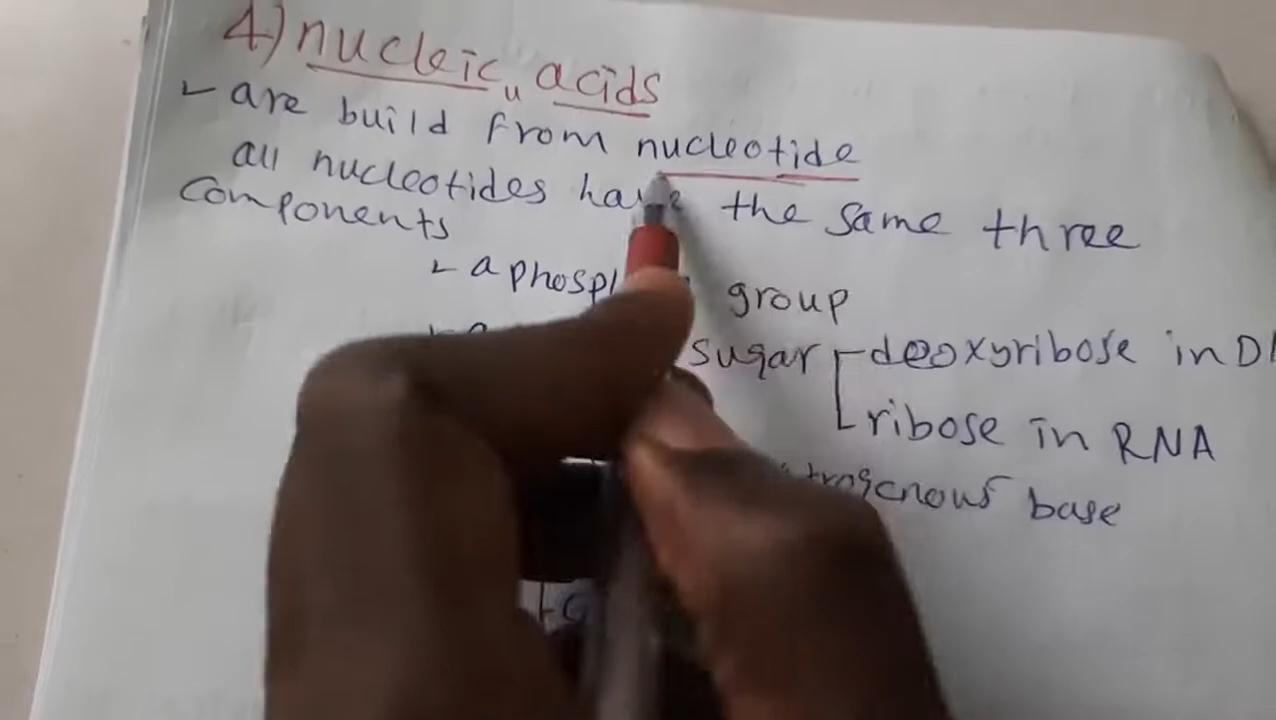 4) nucleic acids
are build from nucleotide
all nucleotides have the same three
components
a phosp group
sugar deoxyribose in D
ribose in RNA
base